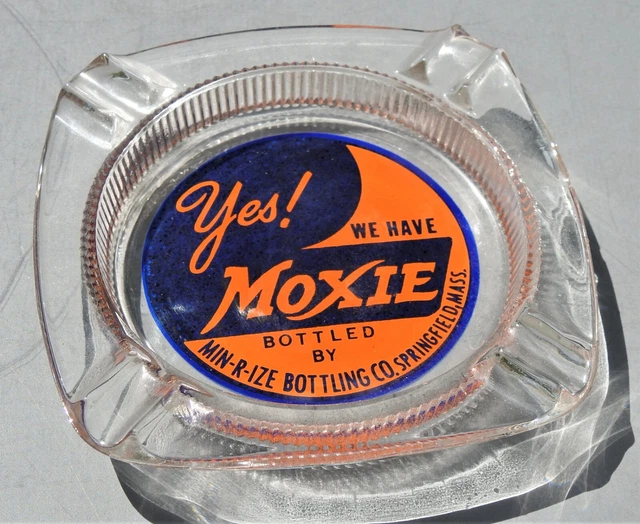 Yes!
WE HAVE
MOXIE
BOTTLED
BY
MIN-R-IZE BOTTLING CO. SPRINGFIELD, MASS.